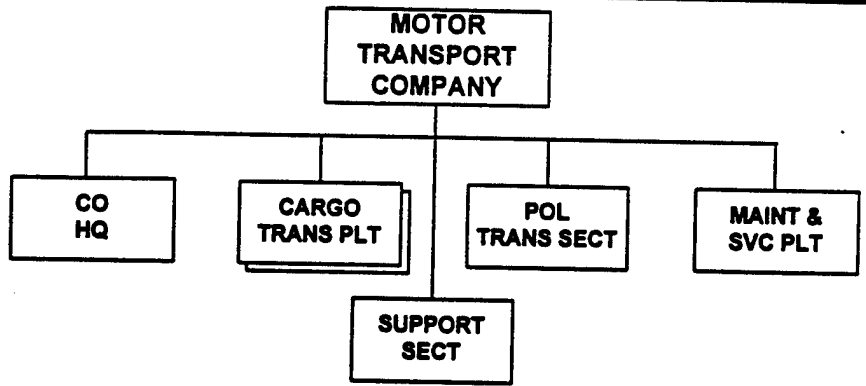 MOTOR
TRANSPORT
COMPANY
CO
HQ
CARGO
TRANS PLT
POL
TRANS SECT
MAINT &
SVC PLT
SUPPORT
SECT